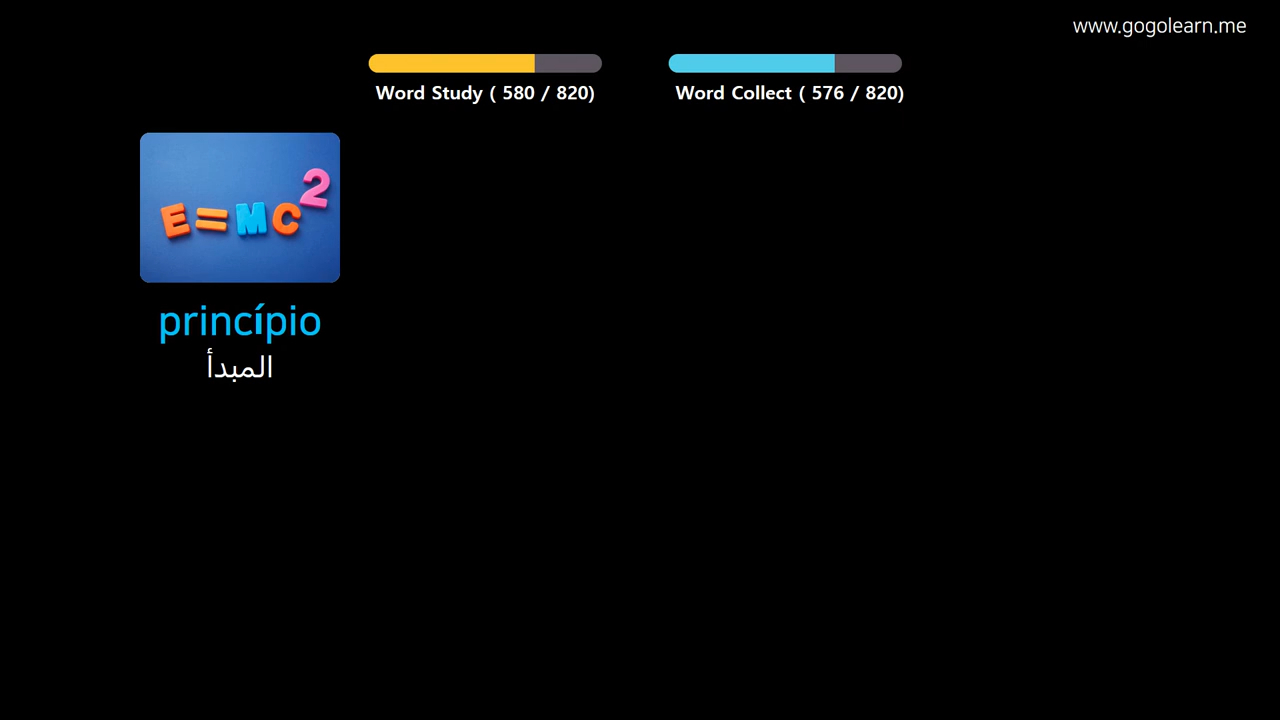 www.gogolearn.me
Word Study ( 580 / 820)
Word Collect ( 576 / 820)
E=MC²
princípio
المبدأ